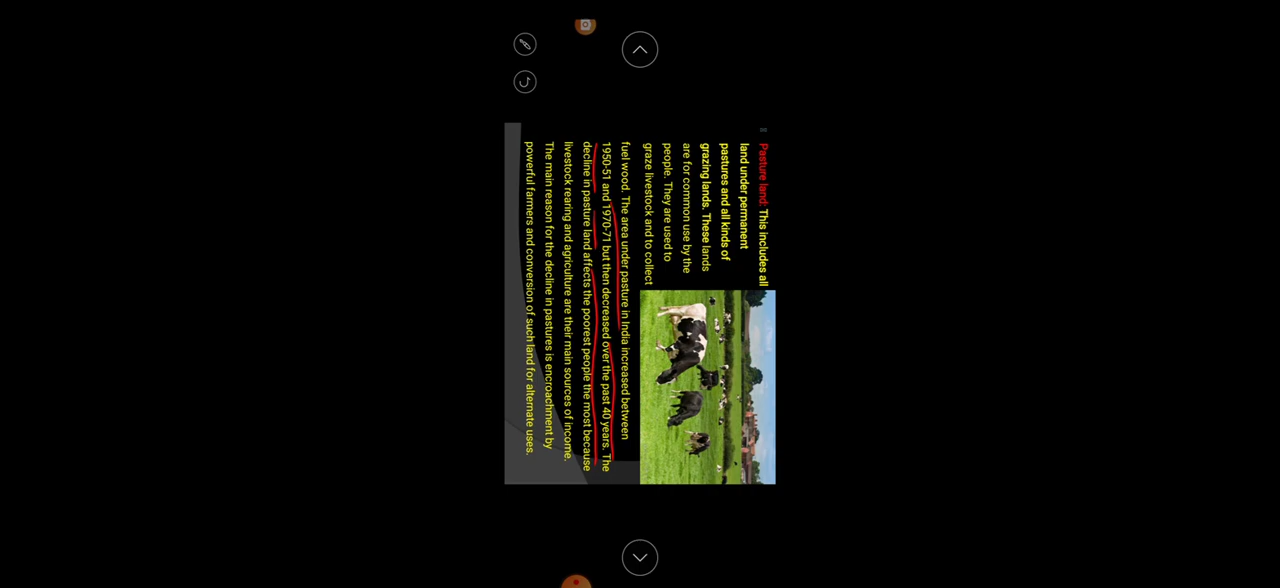 Pasture land: This includes all
land under permanent
pastures and all kinds of
grazing lands. These lands
are for common use by the
people. They are used to
graze livestock and to collect
fuel wood. The area under pasture in India increased between
1950-51 and 1970-71 but then decreased over the past 40 years. The
decline in pasture land affects the poorest people the most because
livestock rearing and agriculture are their main sources of income.
The main reason for the decline in pastures is encroachment by
powerful farmers and conversion of such land for alternate uses.